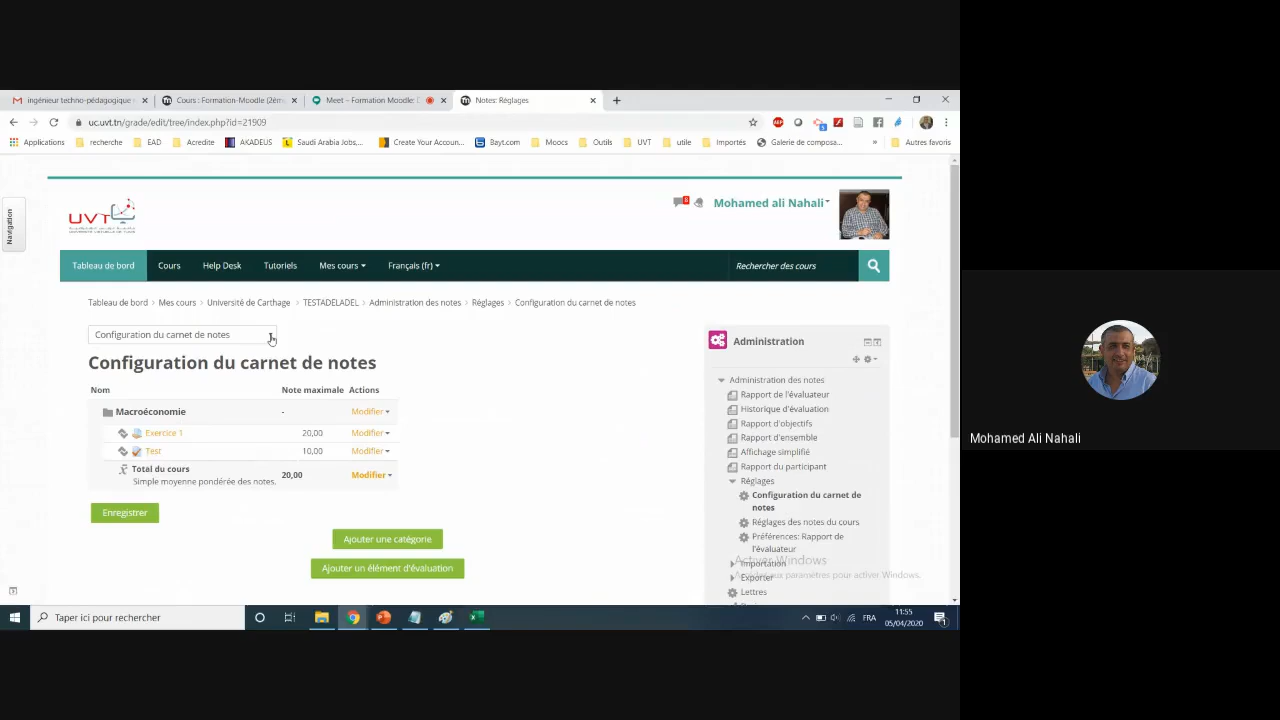 ingénieur techno-pédagogique
Cours : Formation-Moodle (2èm
Meet – Formation Moodle:
Notes: Réglages
uc.uvt.tn/grade/edit/tree/index.php?id=21909
Applications
recherche
EAD
Acredite
AKADEUS
Saudi Arabia Jobs,...
Create Your Accoun...
Bayt.com
Moocs
Outils
UVT
utile
Importés
Galerie de composa...
»
Autres favoris
Navigation
UVT
Mohamed ali Nahali
Tableau de bord
Cours
Help Desk
Tutoriels
Mes cours
Français (fr)
Rechercher des cours
Tableau de bord › Mes cours › Université de Carthage › TESTADELADEL › Administration des notes › Réglages › Configuration du carnet de notes
Configuration du carnet de notes
Configuration du carnet de notes
Nom Note maximale Actions
Macroéconomie - Modifier
Exercice 1 20,00 Modifier
Test 10,00 Modifier
Total du cours
Simple moyenne pondérée des notes. 20,00 Modifier
Enregistrer
Ajouter une catégorie
Ajouter un élément d'évaluation
Administration
Administration des notes
Rapport de l'évaluateur
Historique d'évaluation
Rapport d'objectifs
Rapport d'ensemble
Affichage simplifié
Rapport du participant
Réglages
Configuration du carnet de
notes
Réglages des notes du cours
Préférences: Rapport de
l'évaluateur
Importation
Exporter
Lettres
Activer Windows
aux paramètres pour activer Windows.
Taper ici pour rechercher
FRA
11:55
05/04/2020
Mohamed Ali Nahali